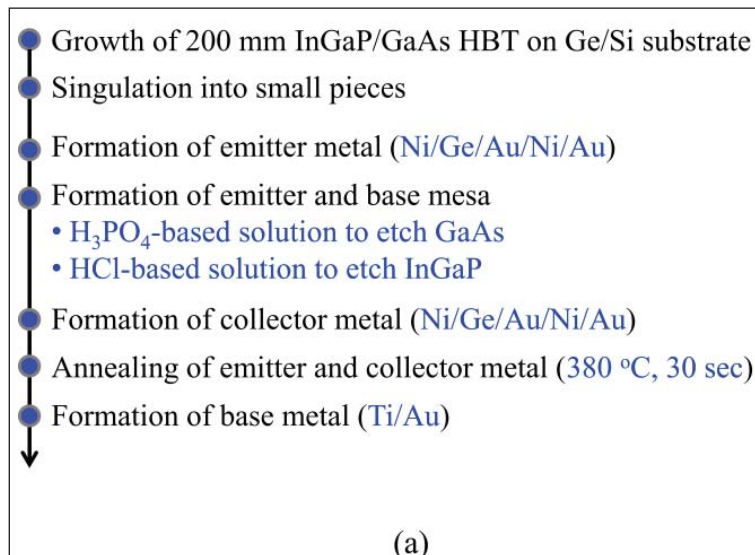 Growth of 200 mm InGaP/GaAs HBT on Ge/Si substrate
Singulation into small pieces
Formation of emitter metal (Ni/Ge/Au/Ni/Au)
Formation of emitter and base mesa
• H₃PO₄-based solution to etch GaAs
• HCl-based solution to etch InGaP
Formation of collector metal (Ni/Ge/Au/Ni/Au)
Annealing of emitter and collector metal (380 ºC, 30 sec)
Formation of base metal (Ti/Au)
(a)